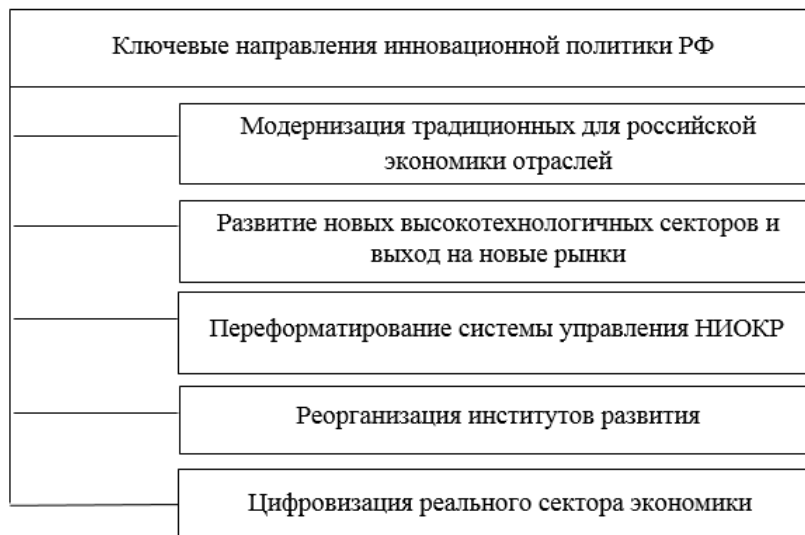 Ключевые направления инновационной политики РФ
Модернизация традиционных для российской
экономики отраслей
Развитие новых высокотехнологичных секторов и
выход на новые рынки
Переформатирование системы управления НИОКР
Реорганизация институтов развития
Цифровизация реального сектора экономики